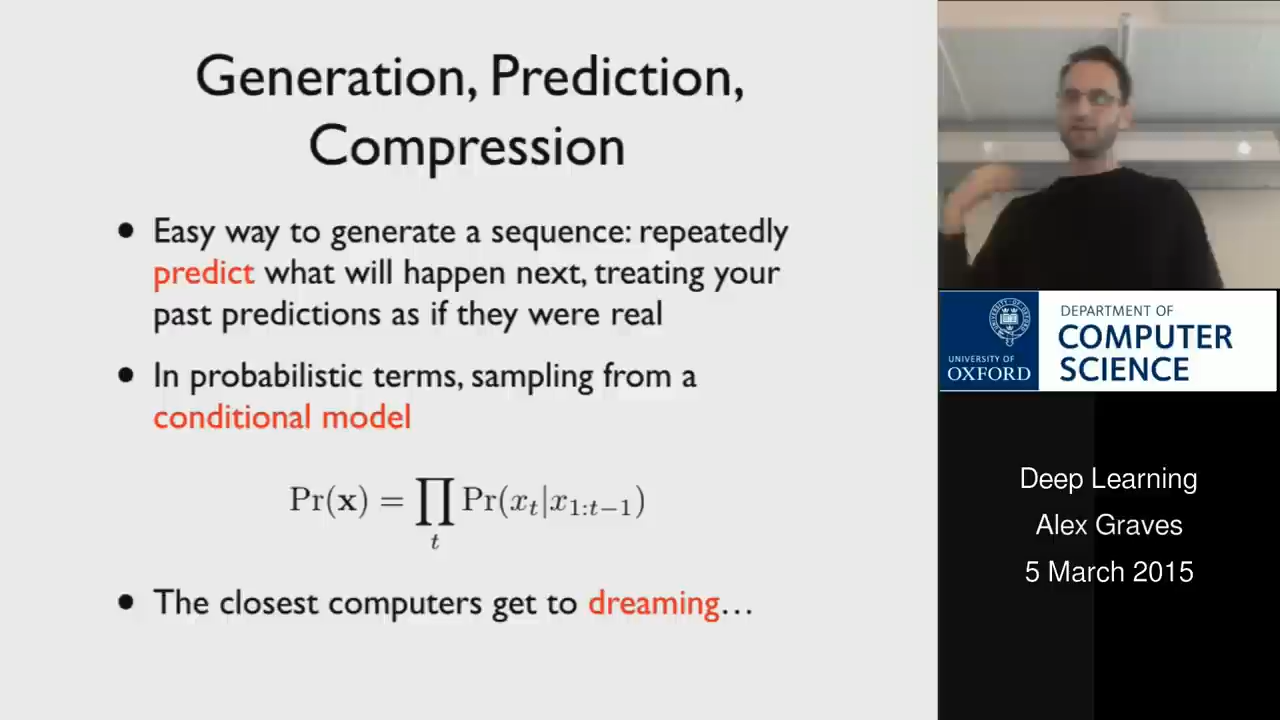 Generation, Prediction,
Compression
• Easy way to generate a sequence: repeatedly
predict what will happen next, treating your
past predictions as if they were real
• In probabilistic terms, sampling from a
conditional model
Pr(x) = ∏ Pr(x_t|x_{1:t−1})
t
• The closest computers get to dreaming…
UNIVERSITY OF
OXFORD
DEPARTMENT OF
COMPUTER
SCIENCE
Deep Learning
Alex Graves
5 March 2015